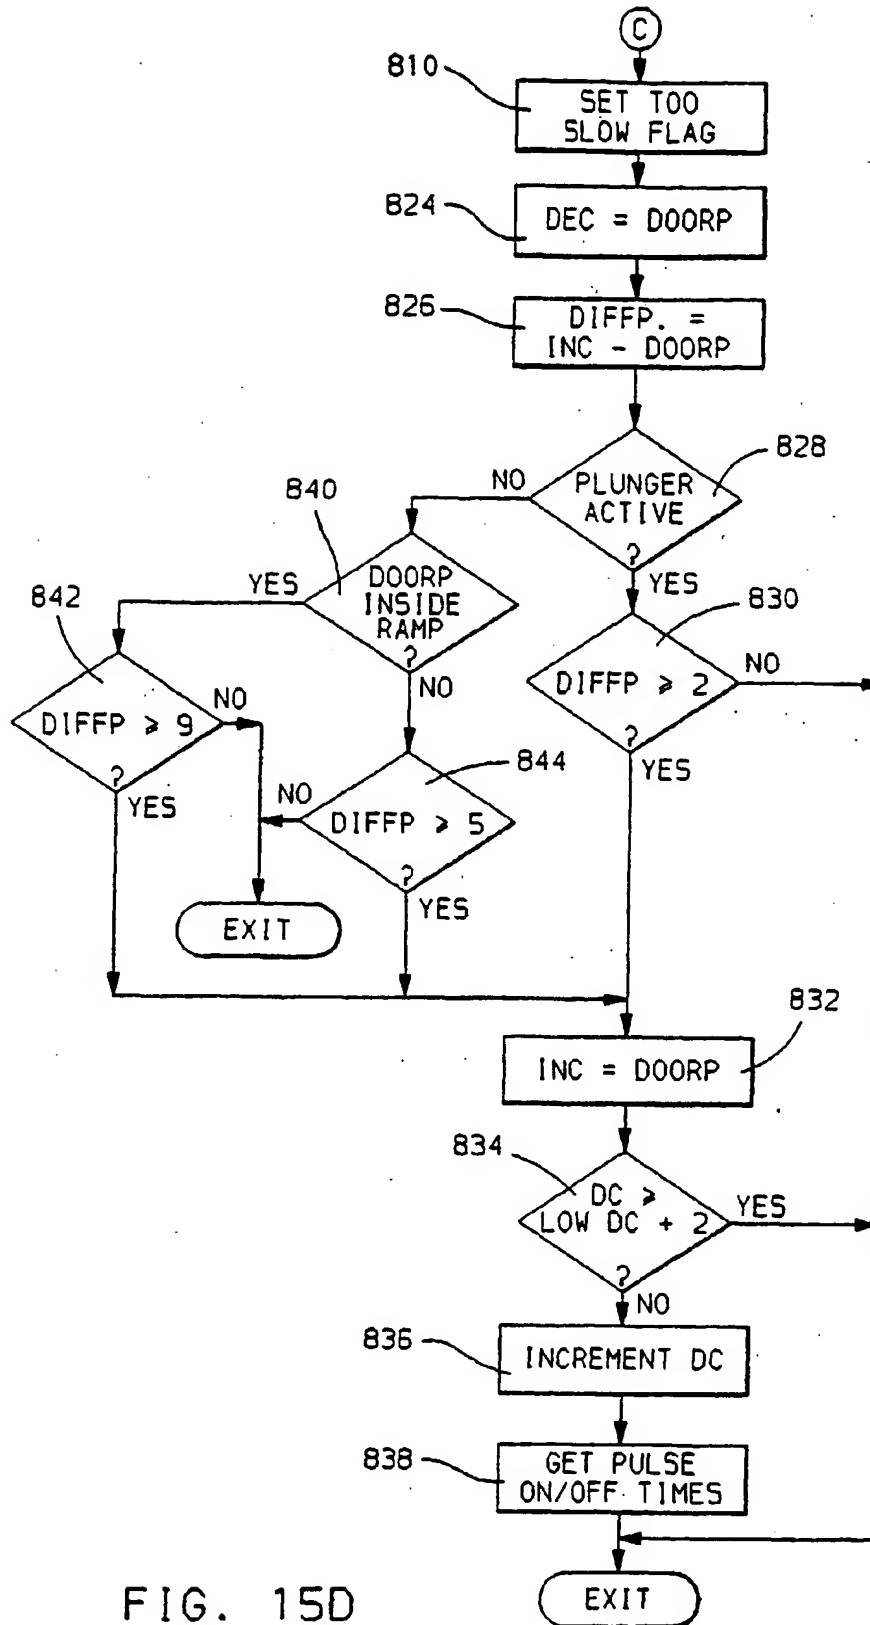 C
810
SET TOO
SLOW FLAG
824
DEC = DOORP
826
DIFFP. =
INC - DOORP
828
PLUNGER
ACTIVE
?
NO
YES
840
DOORP
INSIDE
RAMP
?
YES
NO
830
DIFFP ⩾ 2
?
NO
YES
842
DIFFP ⩾ 9
?
NO
YES
844
DIFFP ⩾ 5
?
NO
YES
EXIT
832
INC = DOORP
834
DC ⩾
LOW DC + 2
?
YES
NO
836
INCREMENT DC
838
GET PULSE
ON/OFF TIMES
EXIT
FIG. 15D